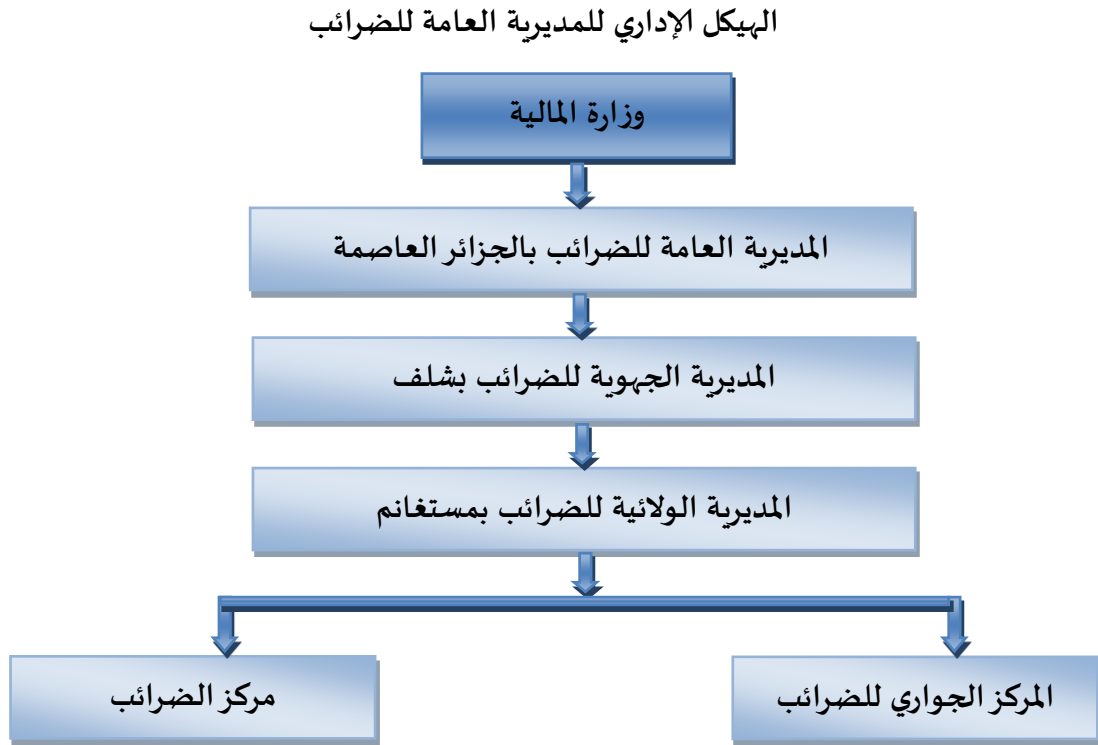 الهيكل الإداري للمديرية العامة للضرائب
وزارة المالية
المديرية العامة للضرائب بالجزائر العاصمة
المديرية الجهوية للضرائب بشلف
المديرية الولائية للضرائب بمستغانم
المركز الجواري للضرائب
مركز الضرائب